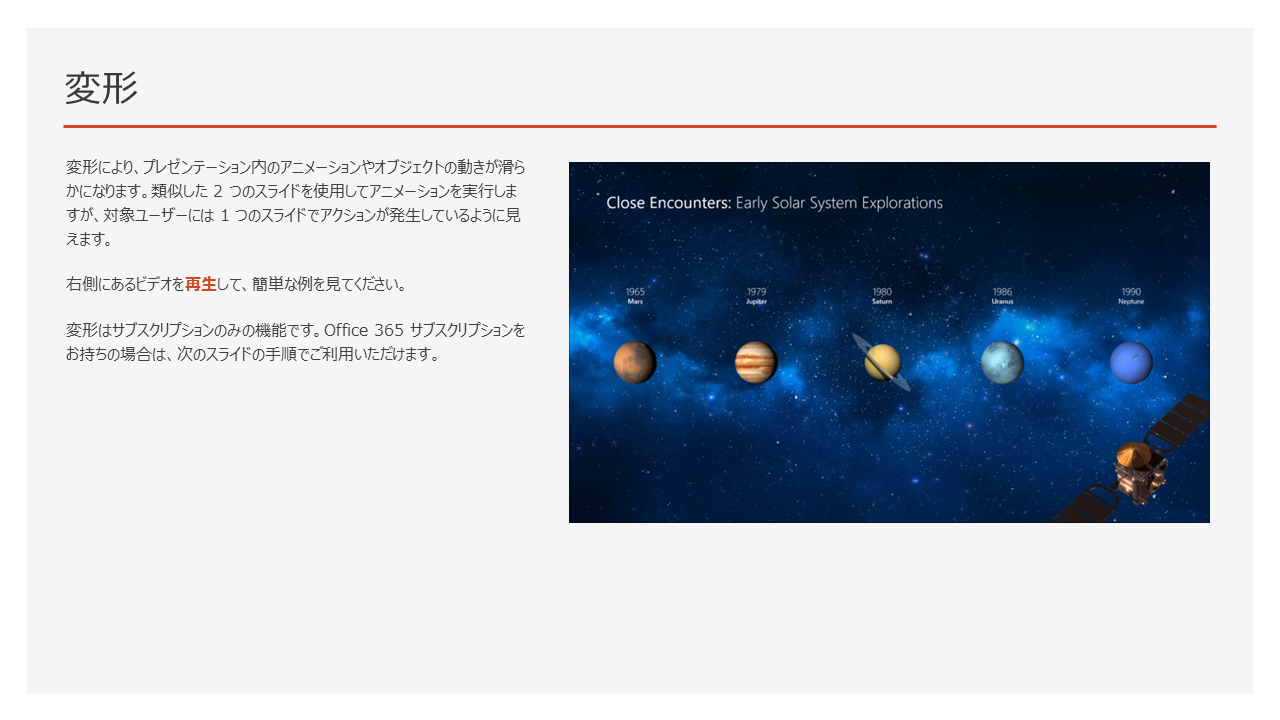 変形
変形により、プレゼンテーション内のアニメーションやオブジェクトの動きが滑ら
かになります。類似した 2 つのスライドを使用してアニメーションを実行しま
すが、対象ユーザーには 1 つのスライドでアクションが発生しているように見
えます。
右側にあるビデオを再生して、簡単な例を見てください。
変形はサブスクリプションのみの機能です。Office 365 サブスクリプションを
お持ちの場合は、次のスライドの手順でご利用いただけます。
Close Encounters: Early Solar System Explorations
1965
Mars
1979
Jupiter
1980
Saturn
1986
Uranus
1990
Neptune